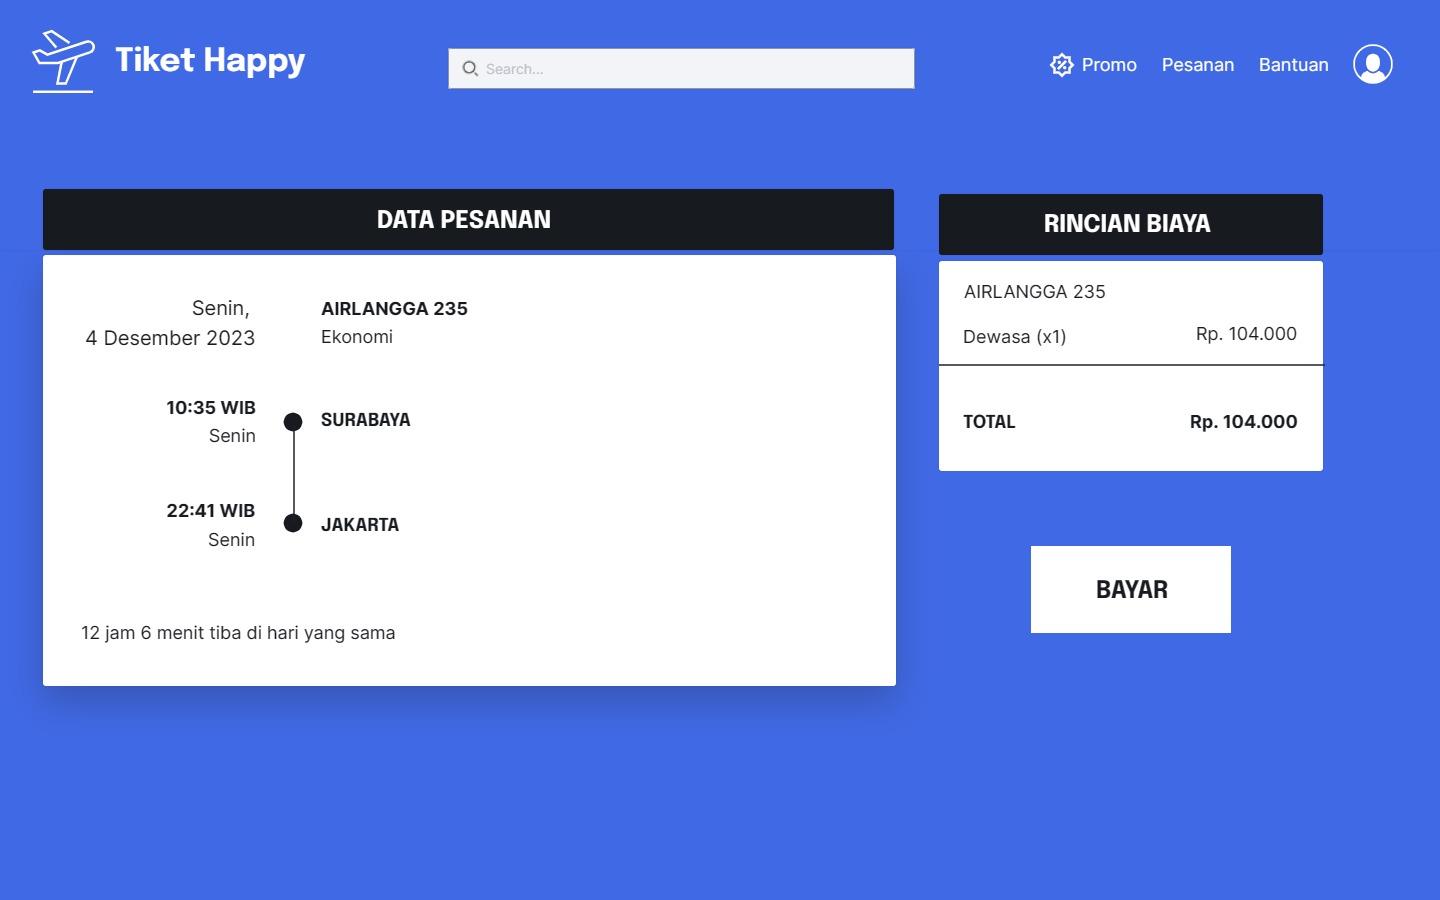 Tiket Happy
Search...
Promo
Pesanan
Bantuan
DATA PESANAN
Senin,
4 Desember 2023
AIRLANGGA 235
Ekonomi
10:35 WIB
Senin
SURABAYA
22:41 WIB
Senin
JAKARTA
12 jam 6 menit tiba di hari yang sama
RINCIAN BIAYA
AIRLANGGA 235
Dewasa (x1)
Rp. 104.000
TOTAL
Rp. 104.000
BAYAR